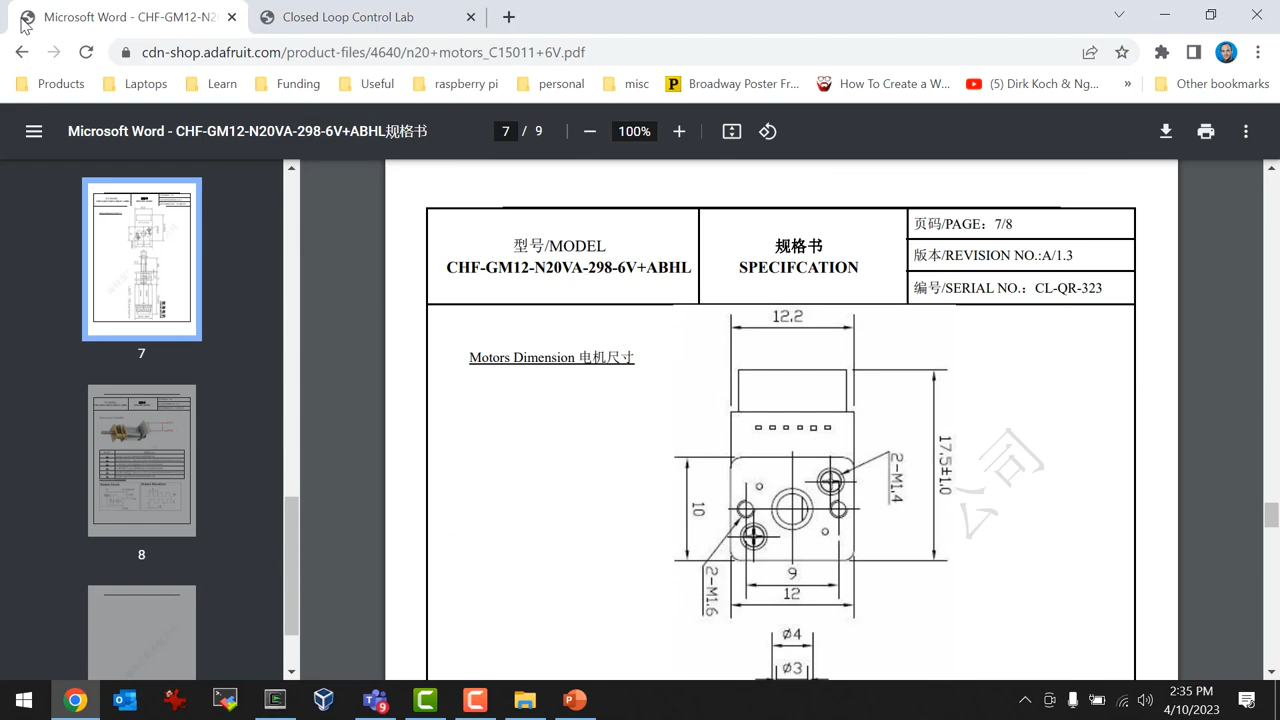 Microsoft Word - CHF-GM12-N20
Closed Loop Control Lab
cdn-shop.adafruit.com/product-files/4640/n20+motors_C15011+6V.pdf
Products
Laptops
Learn
Funding
Useful
raspberry pi
personal
misc
Broadway Poster Fr...
How To Create a W...
(5) Dirk Koch & Ng...
»
Other bookmarks
Microsoft Word - CHF-GM12-N20VA-298-6V+ABHL规格书
7 / 9
100%
7
8
型号/MODEL
CHF-GM12-N20VA-298-6V+ABHL
规格书
SPECIFCATION
页码/PAGE：7/8
版本/REVISION NO.:A/1.3
编号/SERIAL NO.：CL-QR-323
Motors Dimension 电机尺寸
12.2
17.5±1.0
2-M1.4
10
2-M1.6
9
12
ø4
ø3
公司
9
2:35 PM
4/10/2023